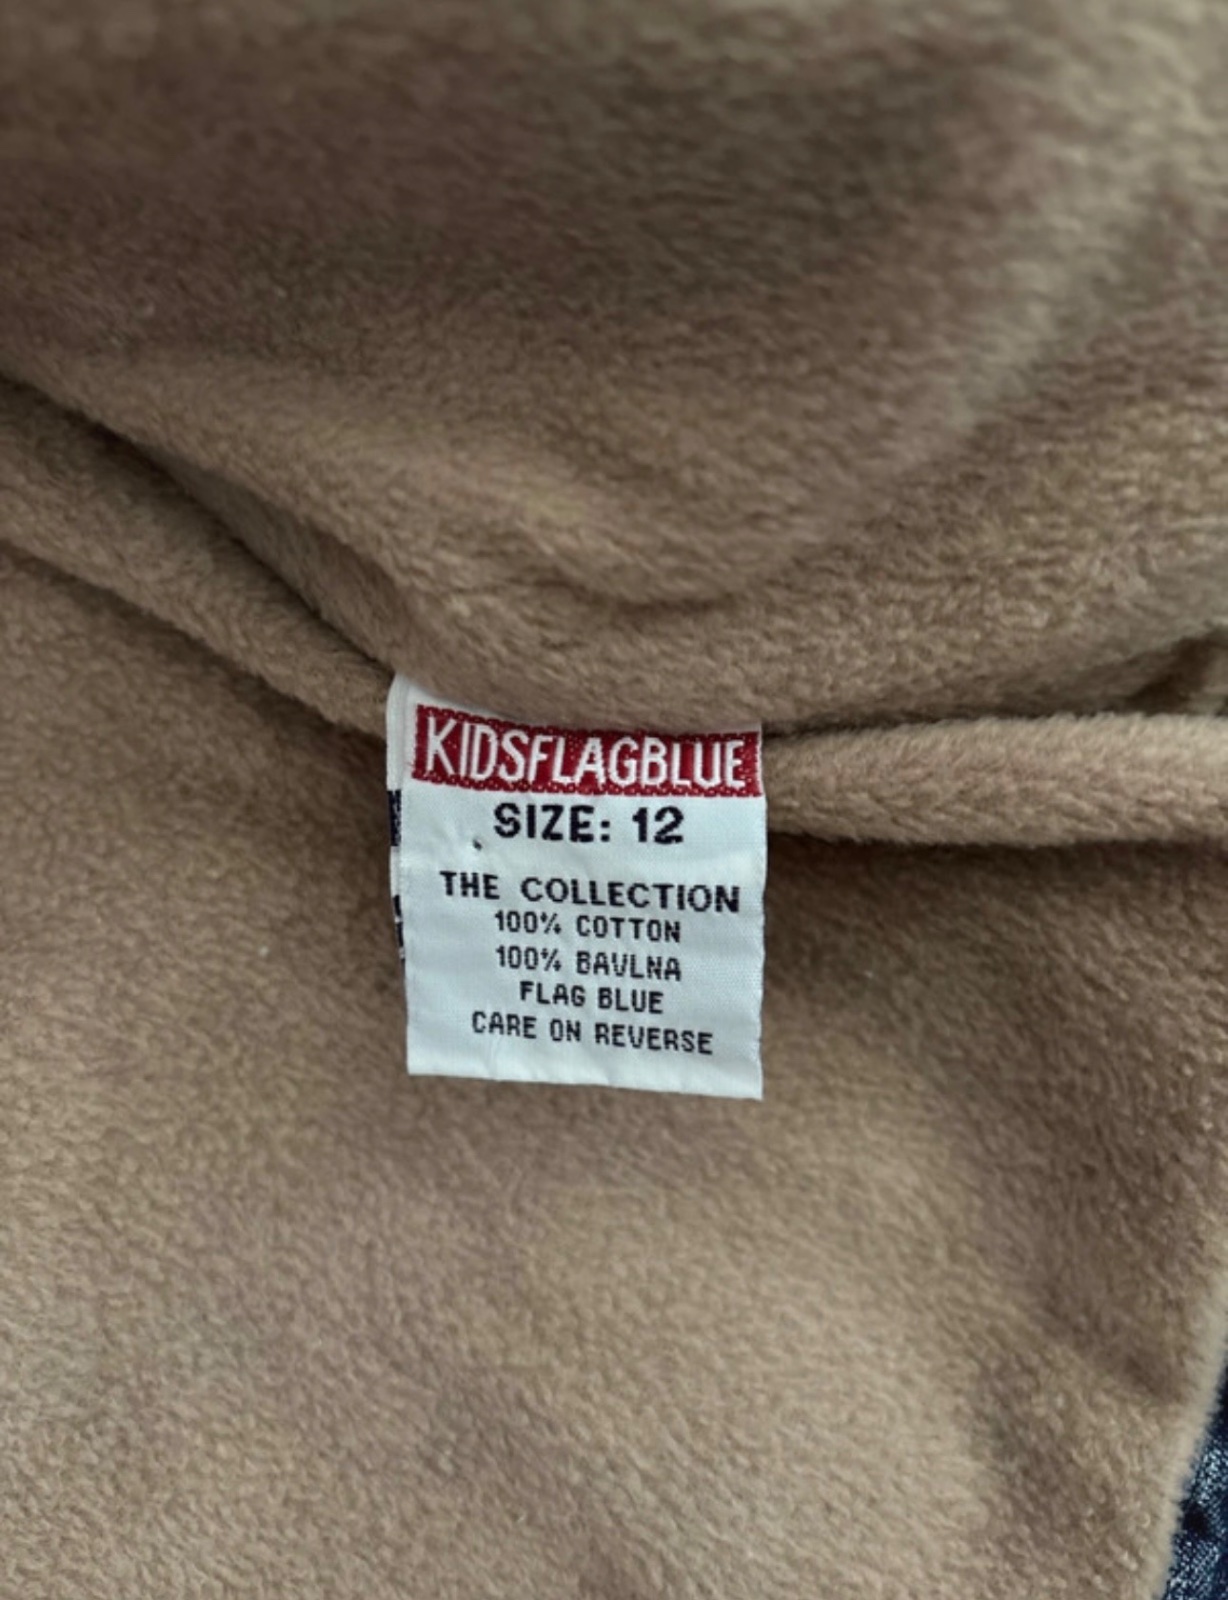 KIDSFLAGBLUE
SIZE: 12
THE COLLECTION
100% COTTON
100% BAVLNA
FLAG BLUE
CARE ON REVERSE